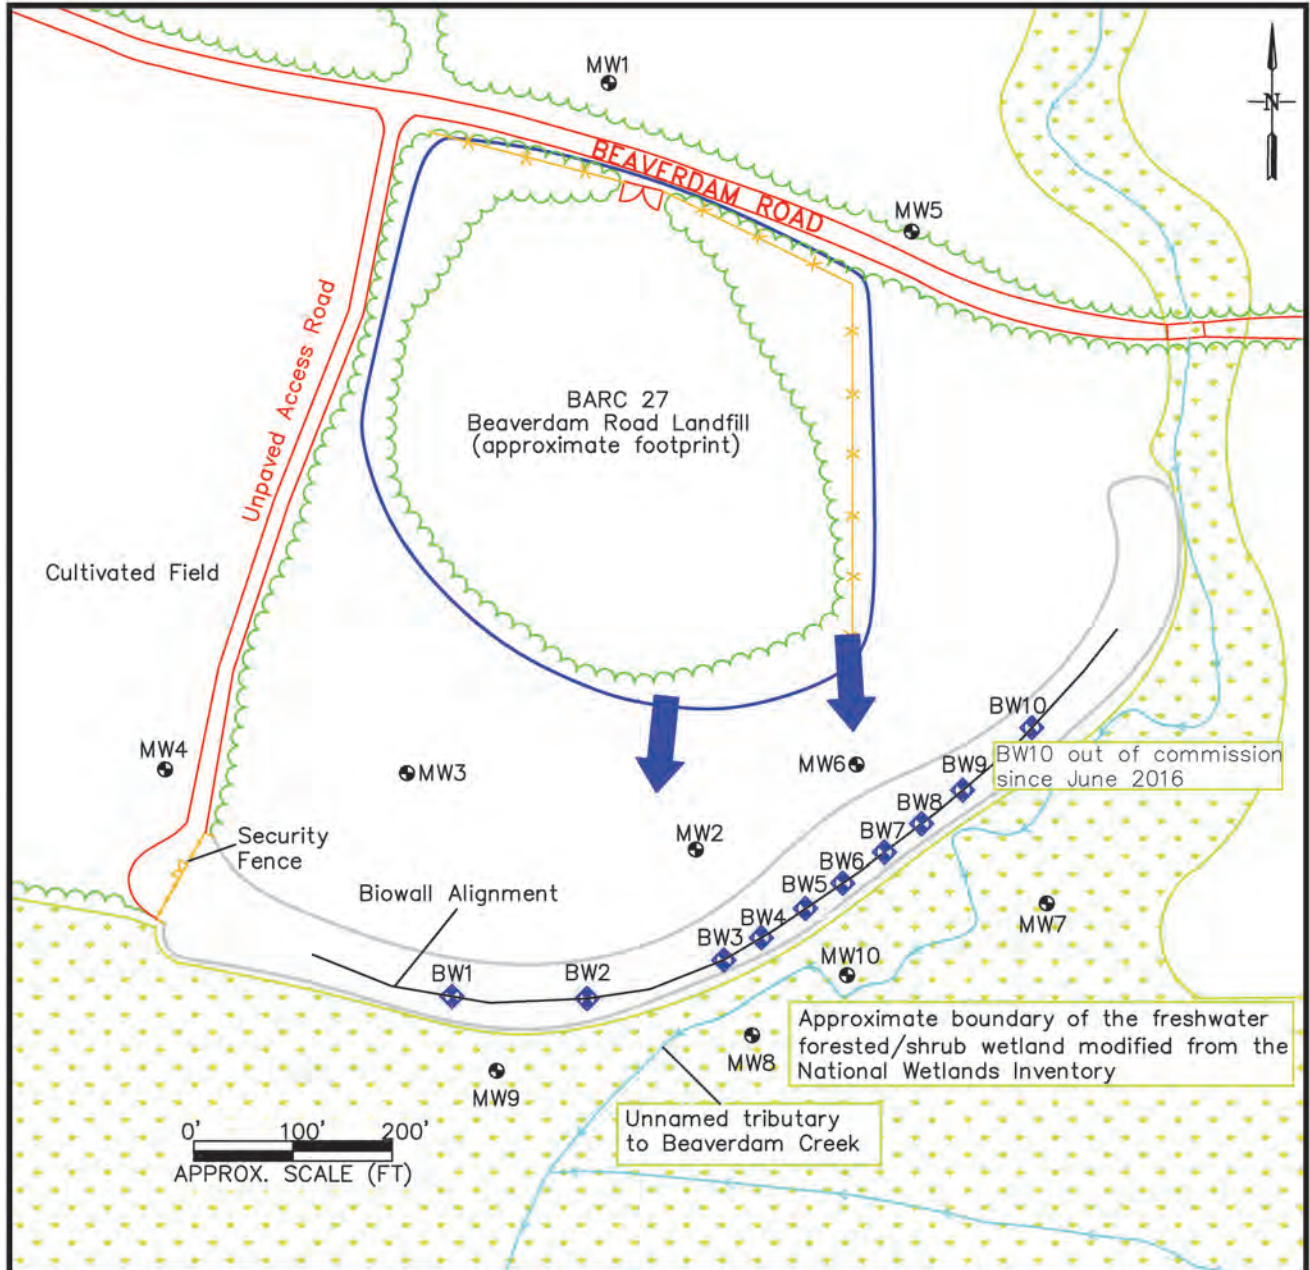 MW1
N
BEAVERDAM ROAD
MW5
Unpaved Access Road
BARC 27
Beaverdam Road Landfill
(approximate footprint)
Cultivated Field
BW10
BW10 out of commission
since June 2016
MW4
MW3
MW6
BW9
BW8
MW2
BW7
Security
Fence
BW6
Biowall Alignment
BW5
MW7
BW4
BW3
MW10
BW1
BW2
Approximate boundary of the freshwater
forested/shrub wetland modified from the
National Wetlands Inventory
MW8
MW9
Unnamed tributary
to Beaverdam Creek
0' 100' 200'
APPROX. SCALE (FT)